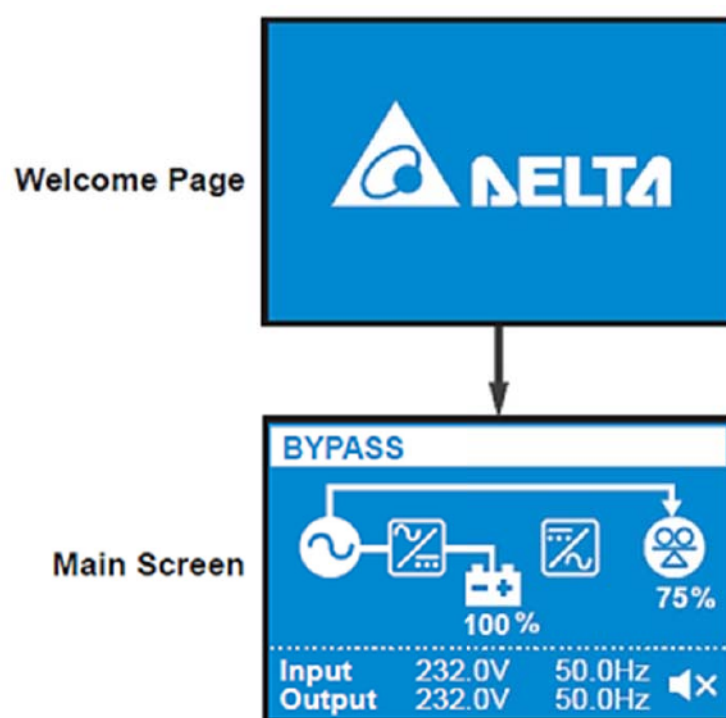 Welcome Page
DELTA
BYPASS
Main Screen
75%
100%
Input 232.0V 50.0Hz
Output 232.0V 50.0Hz